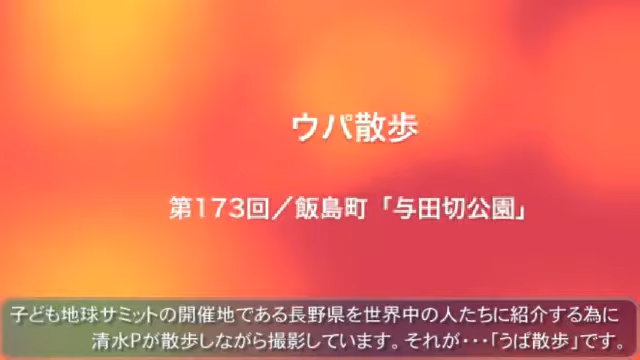 ウパ散歩
第173回／飯島町「与田切公園」
子ども地球サミットの開催地である長野県を世界中の人たちに紹介する為に
清水Pが散歩しながら撮影しています。それが・・・「うぱ散歩」です。